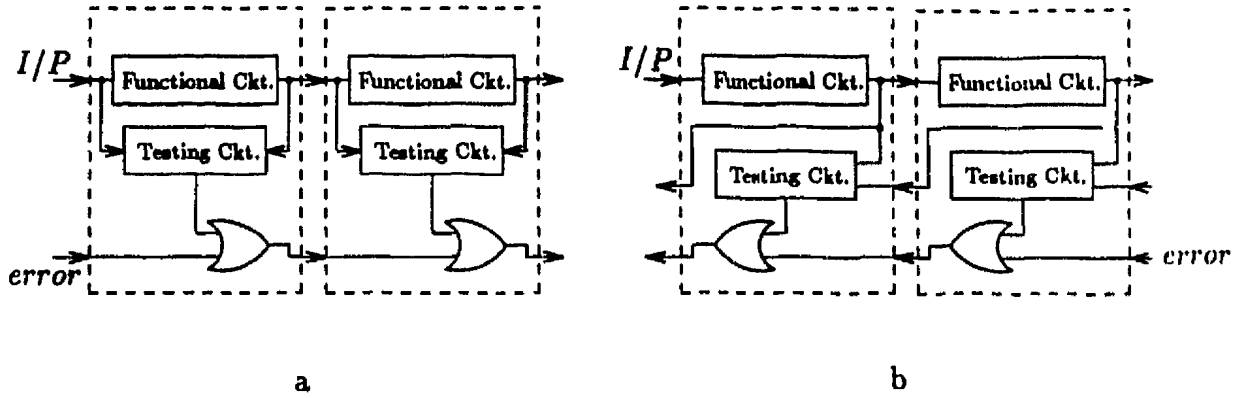 I/P
Functional Ckt.
Functional Ckt.
Testing Ckt.
Testing Ckt.
error
a
I/P
Functional Ckt.
Functional Ckt.
Testing Ckt.
Testing Ckt.
error
b